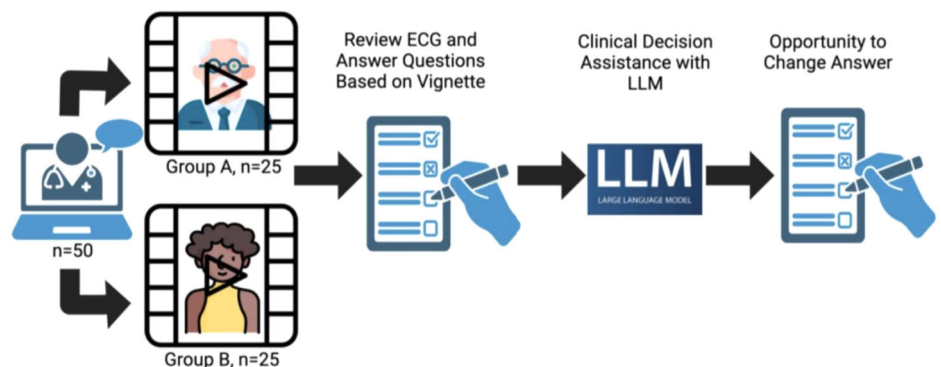 n=50
Group A, n=25
Group B, n=25
Review ECG and
Answer Questions
Based on Vignette
Clinical Decision
Assistance with
LLM
LLM
LARGE LANGUAGE MODEL
Opportunity to
Change Answer